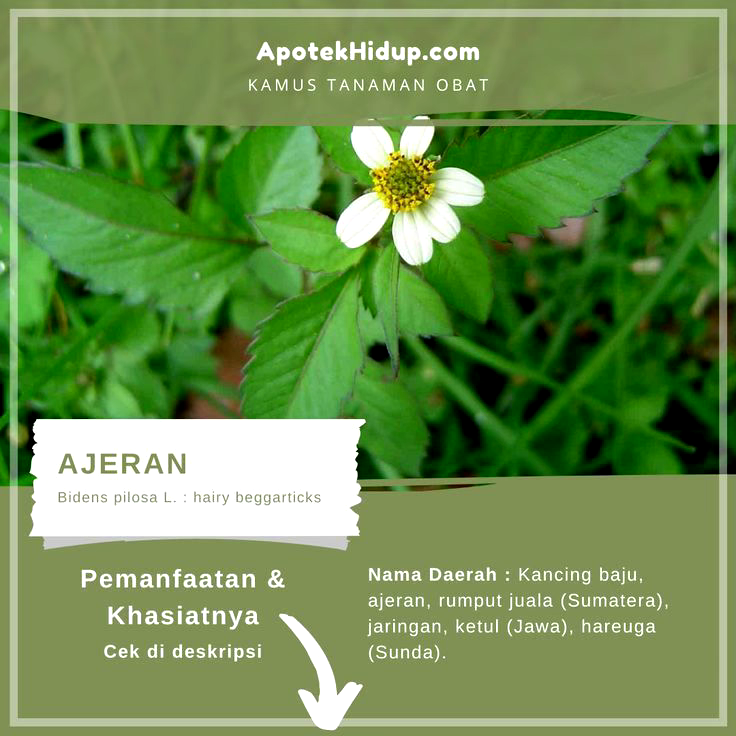 ApotekHidup.com
KAMUS TANAMAN OBAT
AJERAN
Bidens pilosa L. : hairy beggarticks
Pemanfaatan &
Khasiatnya
Cek di deskripsi
Nama Daerah : Kancing baju,
ajeran, rumput juala (Sumatera),
jaringan, ketul (Jawa), hareuga
(Sunda).